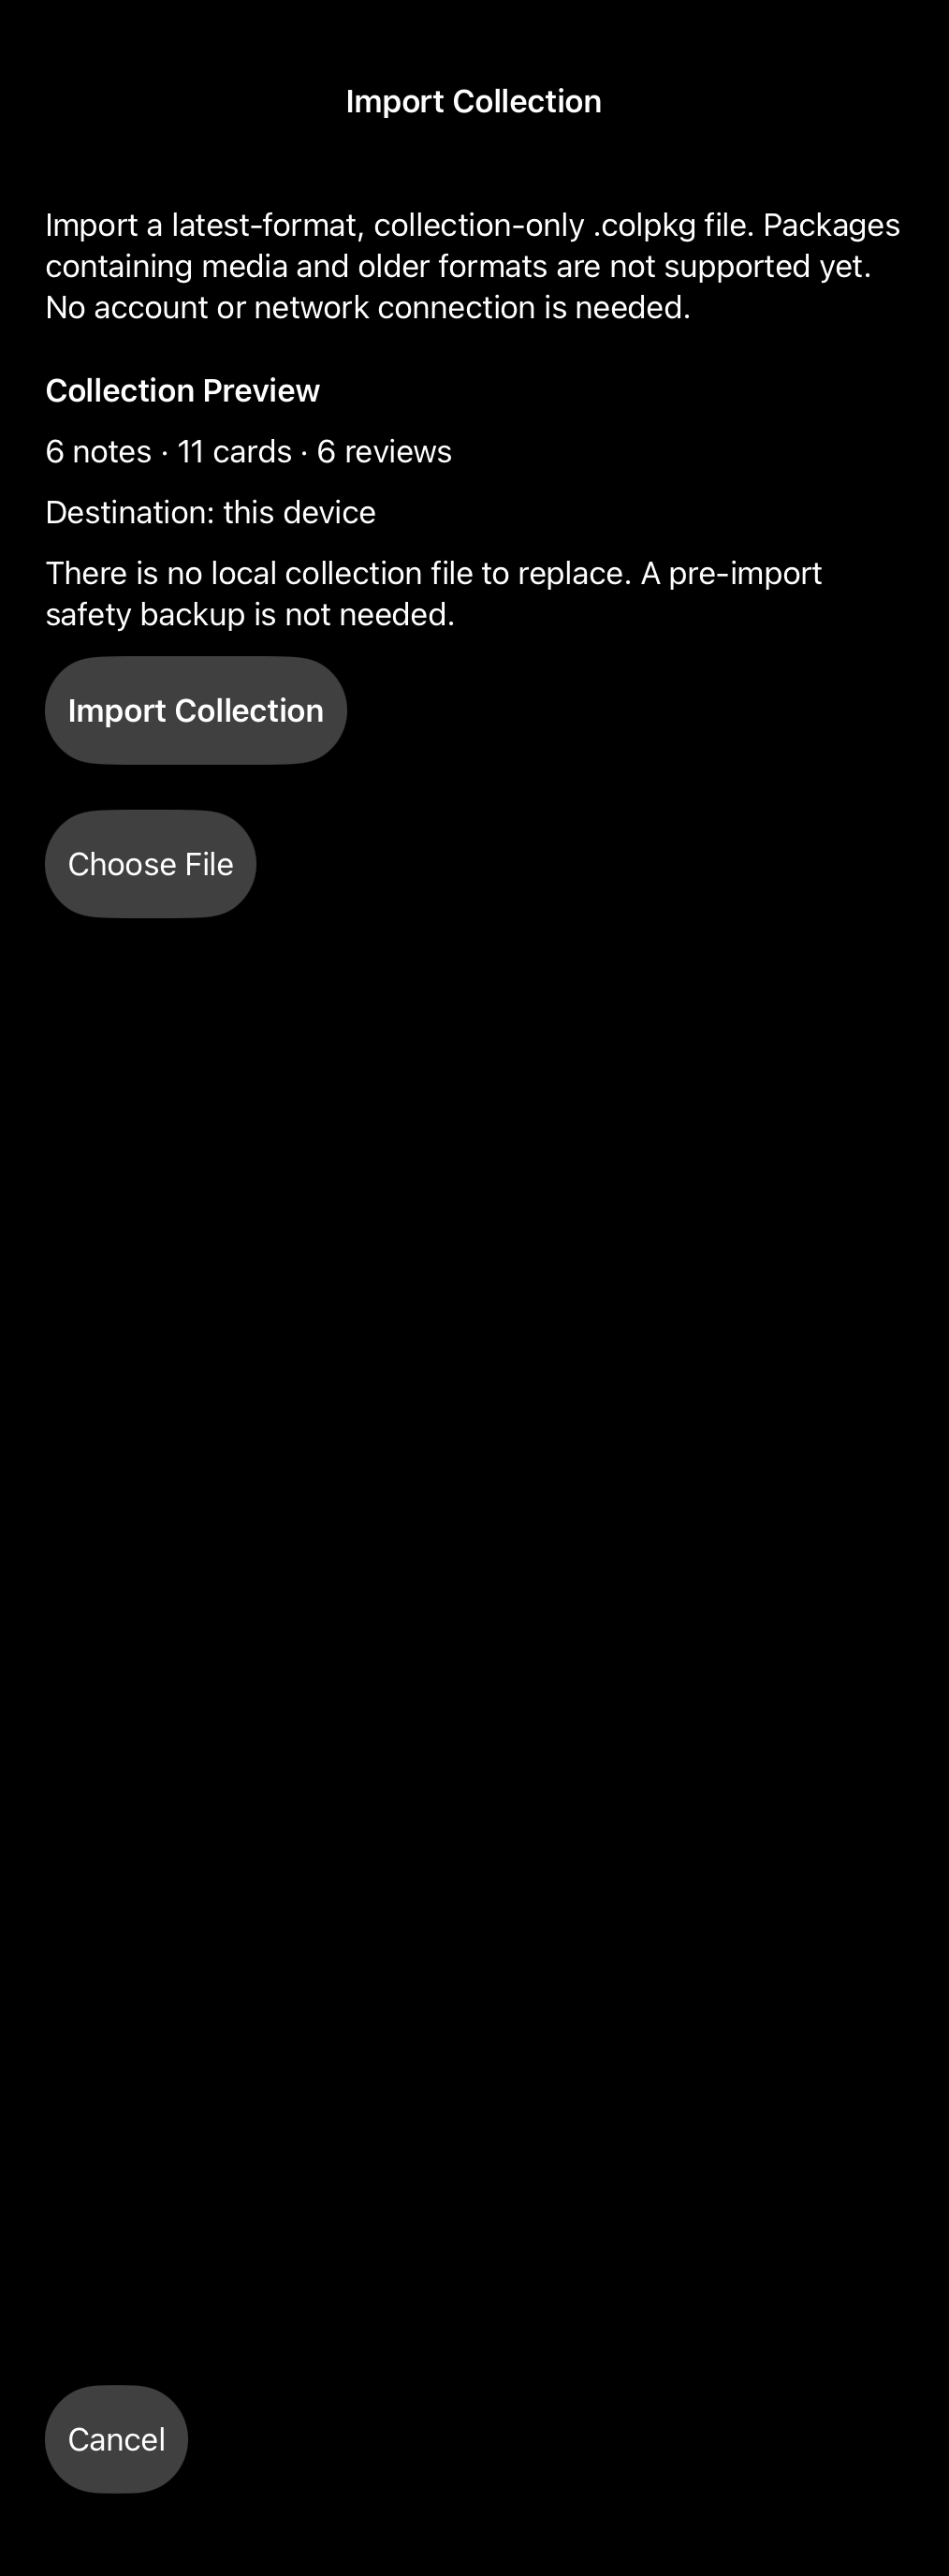 Import Collection
Import a latest-format, collection-only .colpkg file. Packages
containing media and older formats are not supported yet.
No account or network connection is needed.
Collection Preview
6 notes · 11 cards · 6 reviews
Destination: this device
There is no local collection file to replace. A pre-import
safety backup is not needed.
Import Collection
Choose File
Cancel